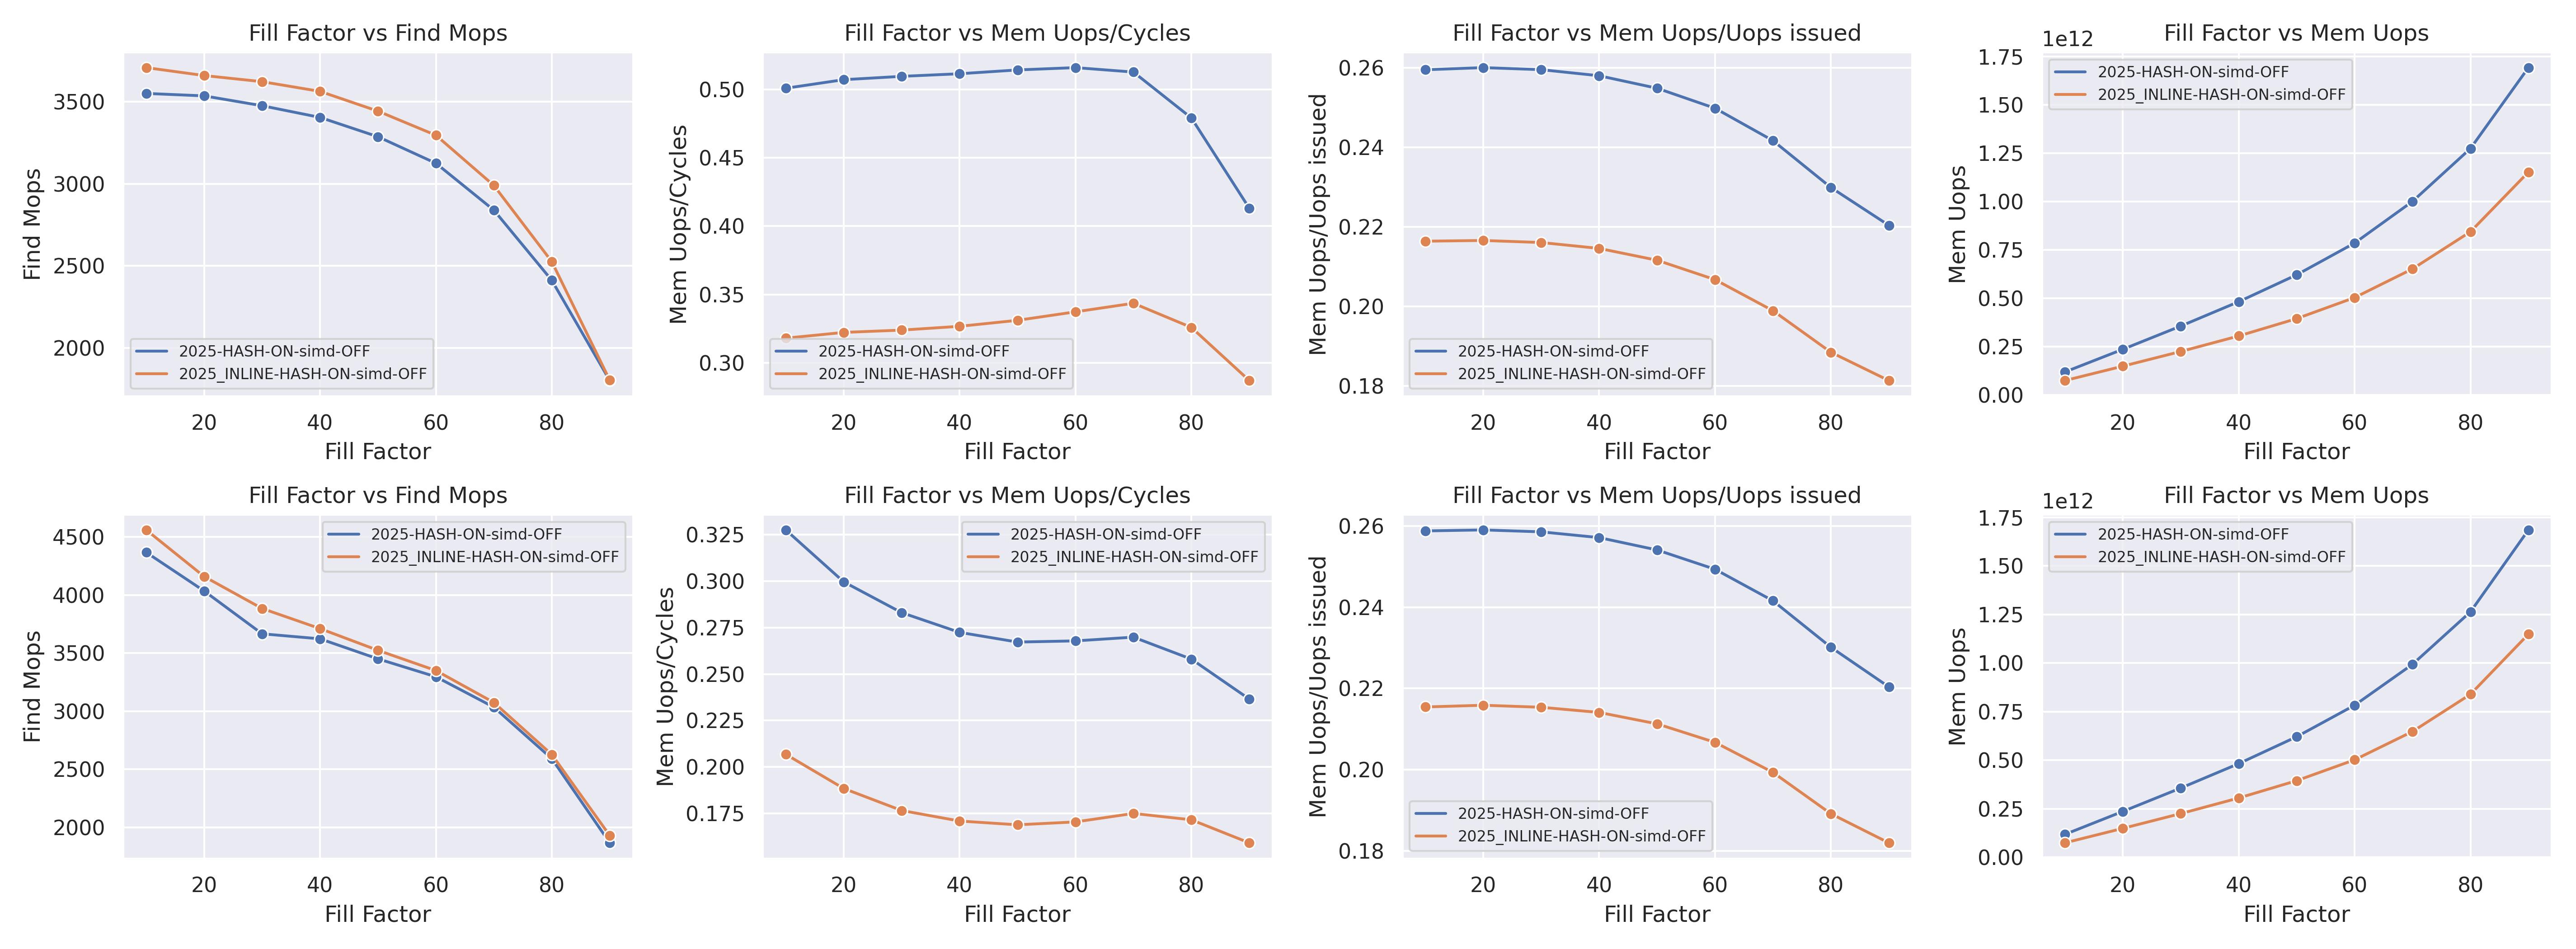 Fill Factor vs Find Mops
Find Mops
3500
3000
2500
2000
2025-HASH-ON-simd-OFF
2025_INLINE-HASH-ON-simd-OFF
20 40 60 80
Fill Factor
Fill Factor vs Mem Uops/Cycles
Mem Uops/Cycles
0.50
0.45
0.40
0.35
0.30
2025-HASH-ON-simd-OFF
2025_INLINE-HASH-ON-simd-OFF
20 40 60 80
Fill Factor
Fill Factor vs Mem Uops/Uops issued
Mem Uops/Uops issued
0.26
0.24
0.22
0.20
0.18
2025-HASH-ON-simd-OFF
2025_INLINE-HASH-ON-simd-OFF
20 40 60 80
Fill Factor
1e12
Fill Factor vs Mem Uops
Mem Uops
1.75
1.50
1.25
1.00
0.75
0.50
0.25
0.00
2025-HASH-ON-simd-OFF
2025_INLINE-HASH-ON-simd-OFF
20 40 60 80
Fill Factor
Fill Factor vs Find Mops
Find Mops
4500
4000
3500
3000
2500
2000
2025-HASH-ON-simd-OFF
2025_INLINE-HASH-ON-simd-OFF
20 40 60 80
Fill Factor
Fill Factor vs Mem Uops/Cycles
Mem Uops/Cycles
0.325
0.300
0.275
0.250
0.225
0.200
0.175
2025-HASH-ON-simd-OFF
2025_INLINE-HASH-ON-simd-OFF
20 40 60 80
Fill Factor
Fill Factor vs Mem Uops/Uops issued
Mem Uops/Uops issued
0.26
0.24
0.22
0.20
0.18
2025-HASH-ON-simd-OFF
2025_INLINE-HASH-ON-simd-OFF
20 40 60 80
Fill Factor
1e12
Fill Factor vs Mem Uops
Mem Uops
1.75
1.50
1.25
1.00
0.75
0.50
0.25
0.00
2025-HASH-ON-simd-OFF
2025_INLINE-HASH-ON-simd-OFF
20 40 60 80
Fill Factor